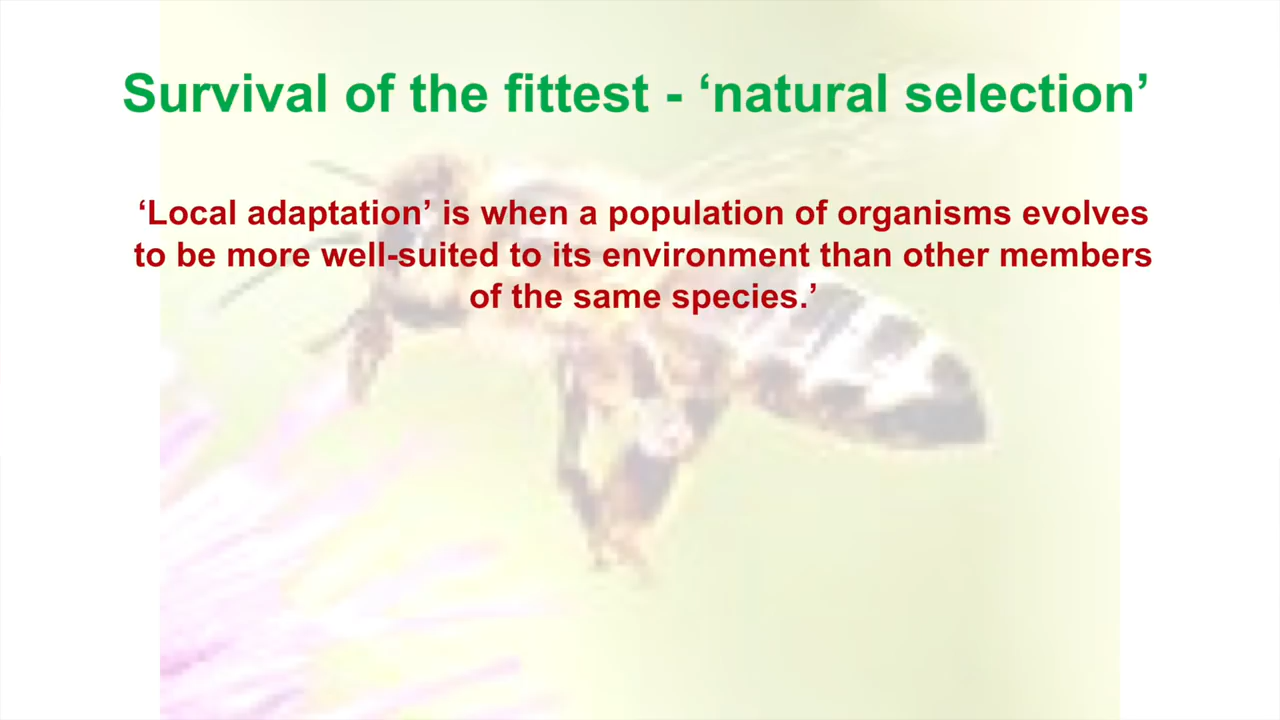 Survival of the fittest - ‘natural selection’
‘Local adaptation’ is when a population of organisms evolves
to be more well-suited to its environment than other members
of the same species.’